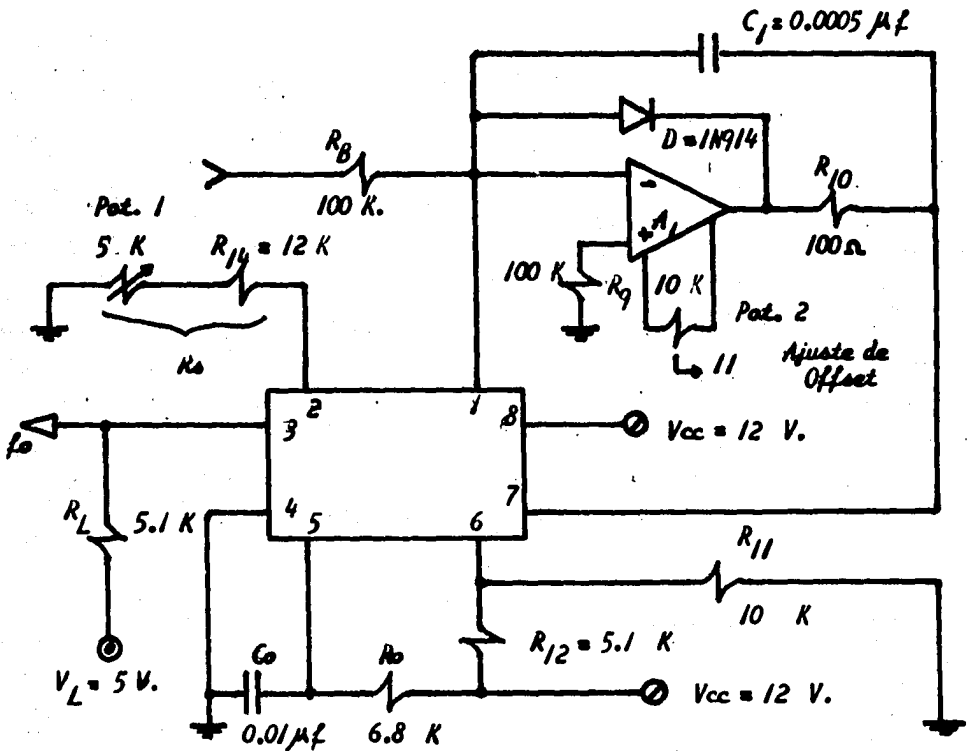 C1 = 0.0005 µf
D = 1N914
RB
100 K.
R10
100 Ω
-
+ A1
Pot. 1
5 K
R14 = 12 K
Rs
100 K
R9
10 K
Pot. 2
11
Ajuste de
Offset
2
1
3
8
Vcc = 12 V.
fo
4
5
7
6
RL
5.1 K
R11
10 K
R12 = 5.1 K
VL = 5 V.
Co
0.01 µf
Ro
6.8 K
Vcc = 12 V.